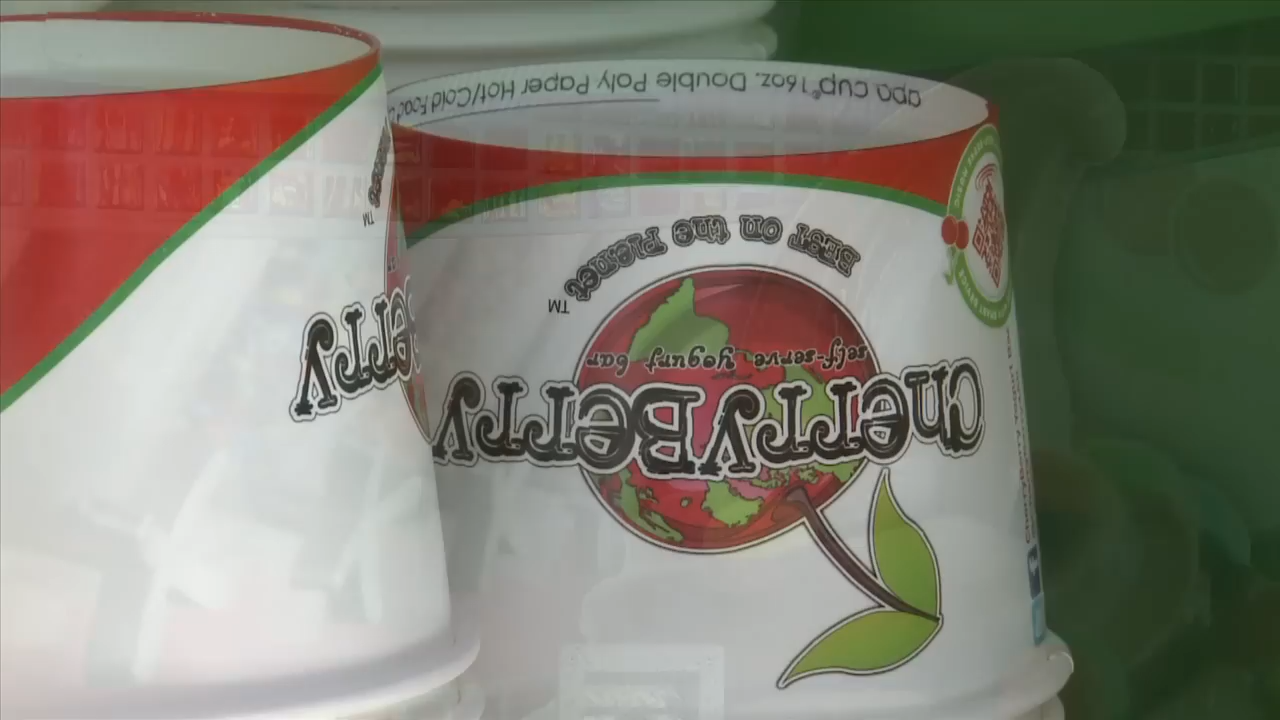 apa cup® 16oz. Double Poly Paper Hot/Cold Food
CherryBerry
self-serve yogurt bar
Best on the Planet
TM
erry
TM